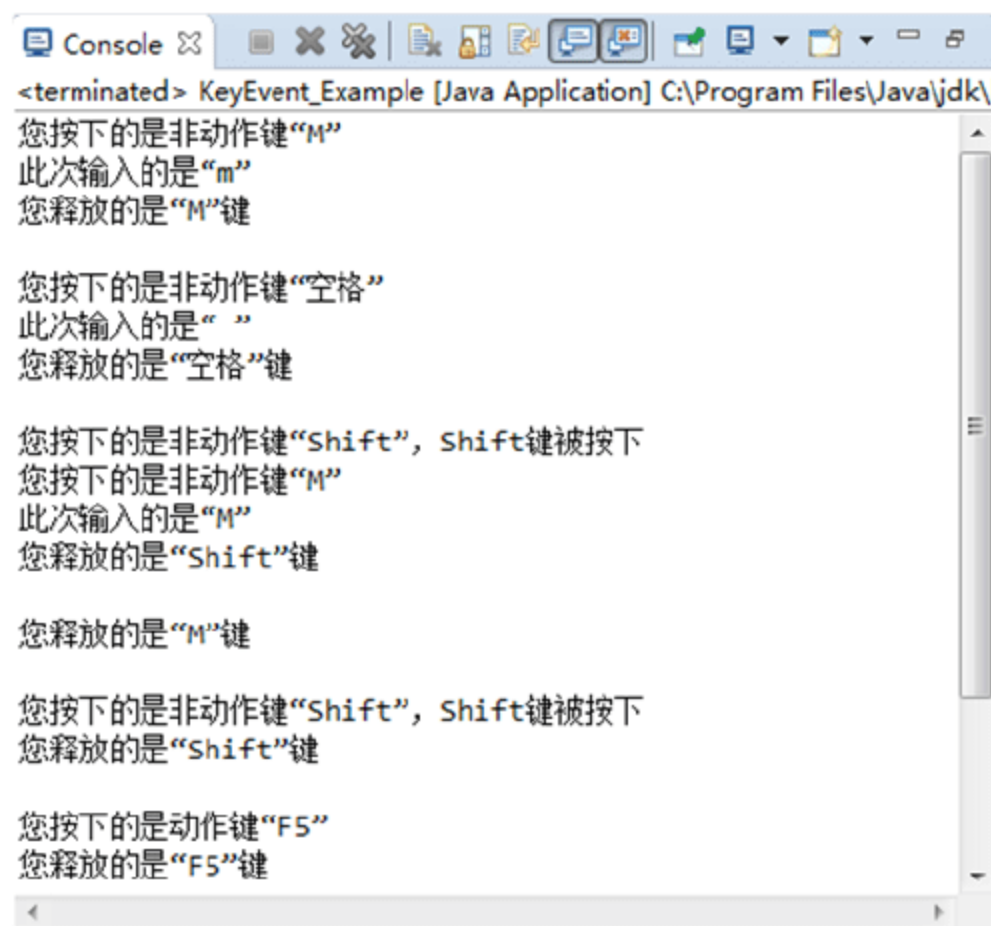 Console
<terminated> KeyEvent_Example [Java Application] C:\Program Files\Java\jdk\
您按下的是非动作键“M”
此次输入的是“m”
您释放的是“M”键
您按下的是非动作键“空格”
此次输入的是“ ”
您释放的是“空格”键
您按下的是非动作键“Shift”，Shift键被按下
您按下的是非动作键“M”
此次输入的是“M”
您释放的是“Shift”键
您释放的是“M”键
您按下的是非动作键“Shift”，Shift键被按下
您释放的是“Shift”键
您按下的是动作键“F5”
您释放的是“F5”键